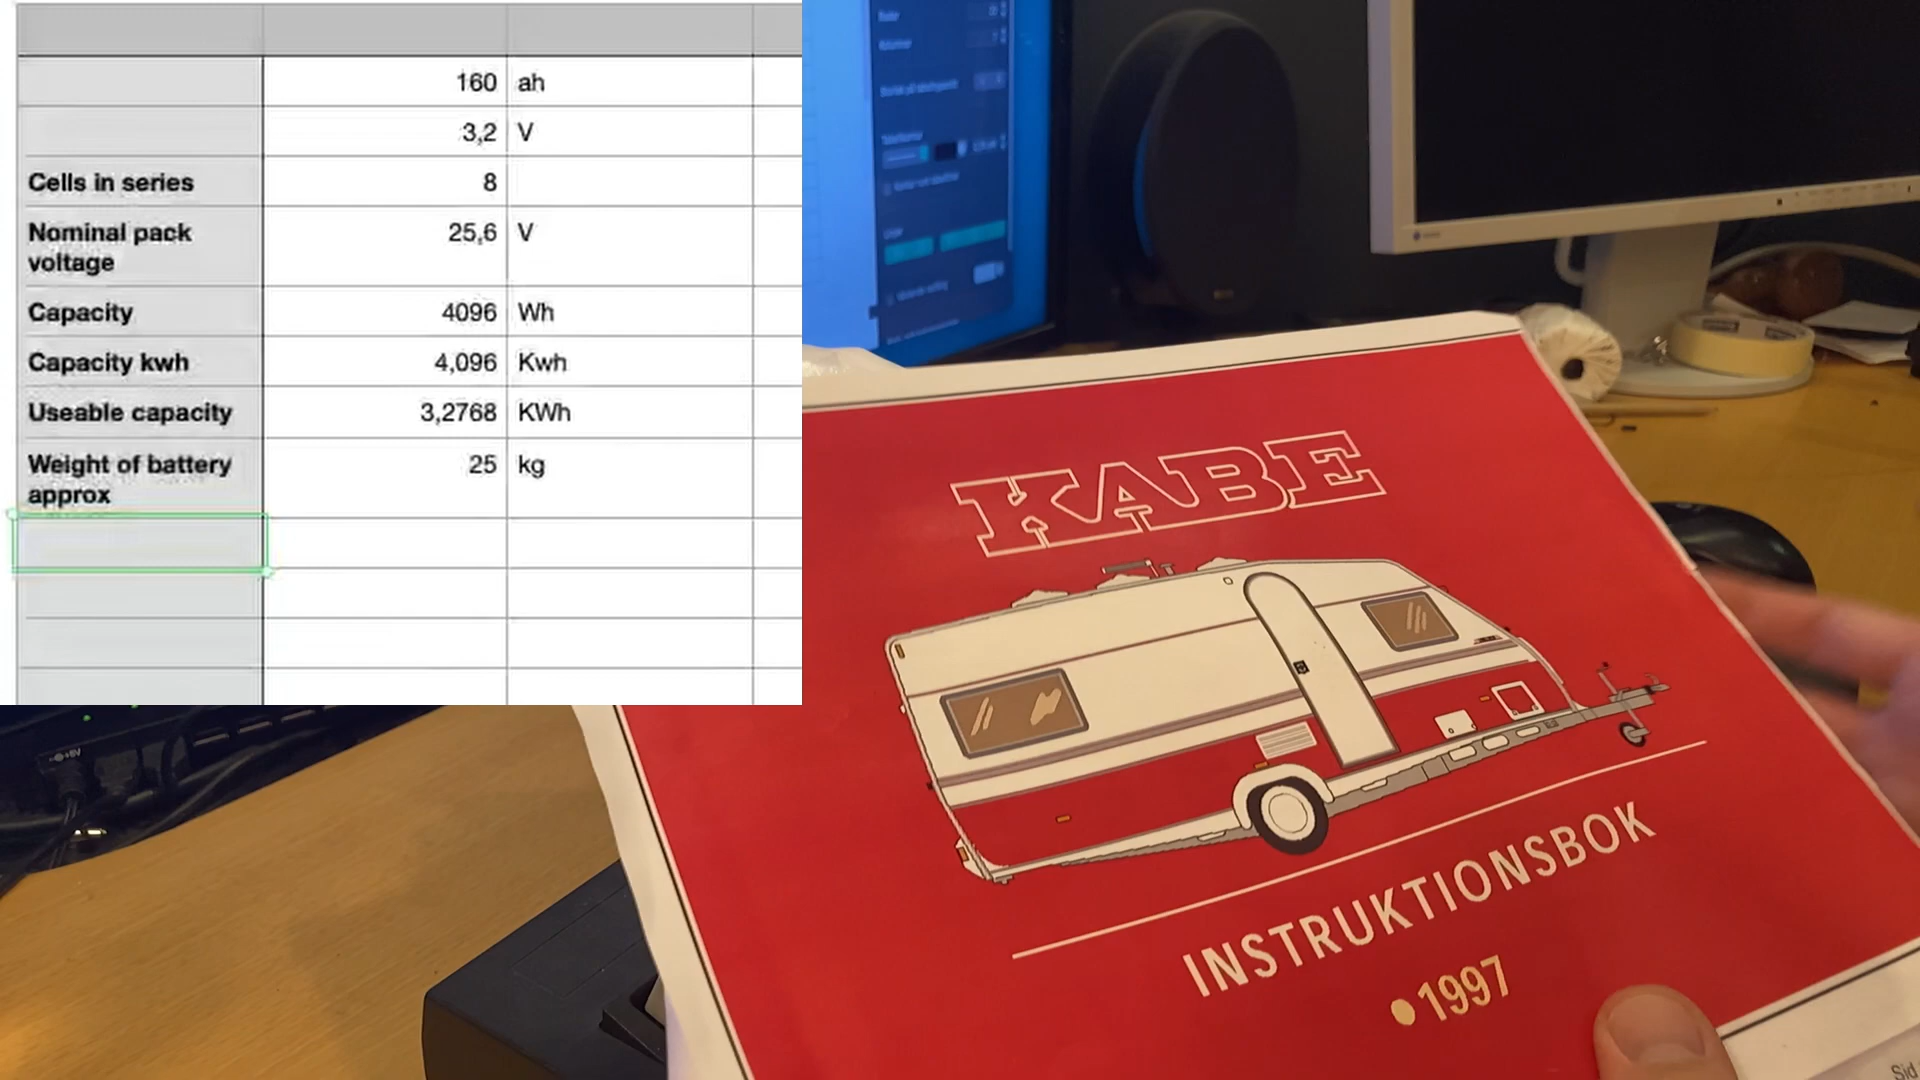 160 ah
3,2 V
Cells in series 8
Nominal pack
voltage 25,6 V
Capacity 4096 Wh
Capacity kwh 4,096 Kwh
Useable capacity 3,2768 KWh
Weight of battery
approx 25 kg
KABE
INSTRUKTIONSBOK
1997
Sid